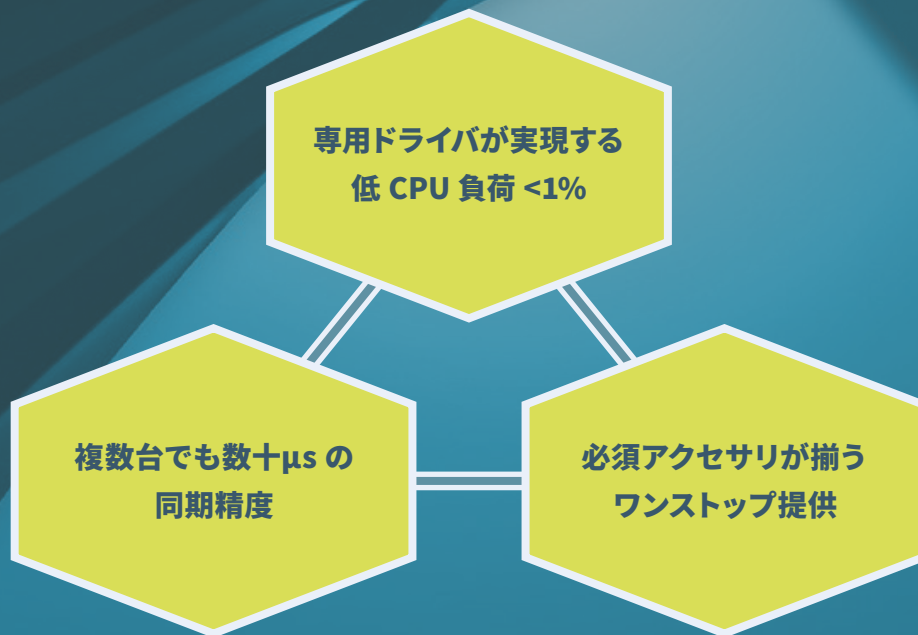 専用ドライバが実現する
低 CPU 負荷 <1%
複数台でも数十μs の
同期精度
必須アクセサリが揃う
ワンストップ提供